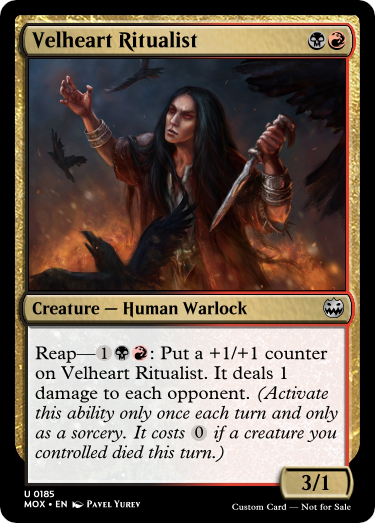 Velheart Ritualist
Creature — Human Warlock
Reap—1: Put a +1/+1 counter
on Velheart Ritualist. It deals 1
damage to each opponent. (Activate
this ability only once each turn and only
as a sorcery. It costs 0 if a creature you
controlled died this turn.)
3/1
U 0185
MOX • EN Pavel Yurev
Custom Card — Not for Sale